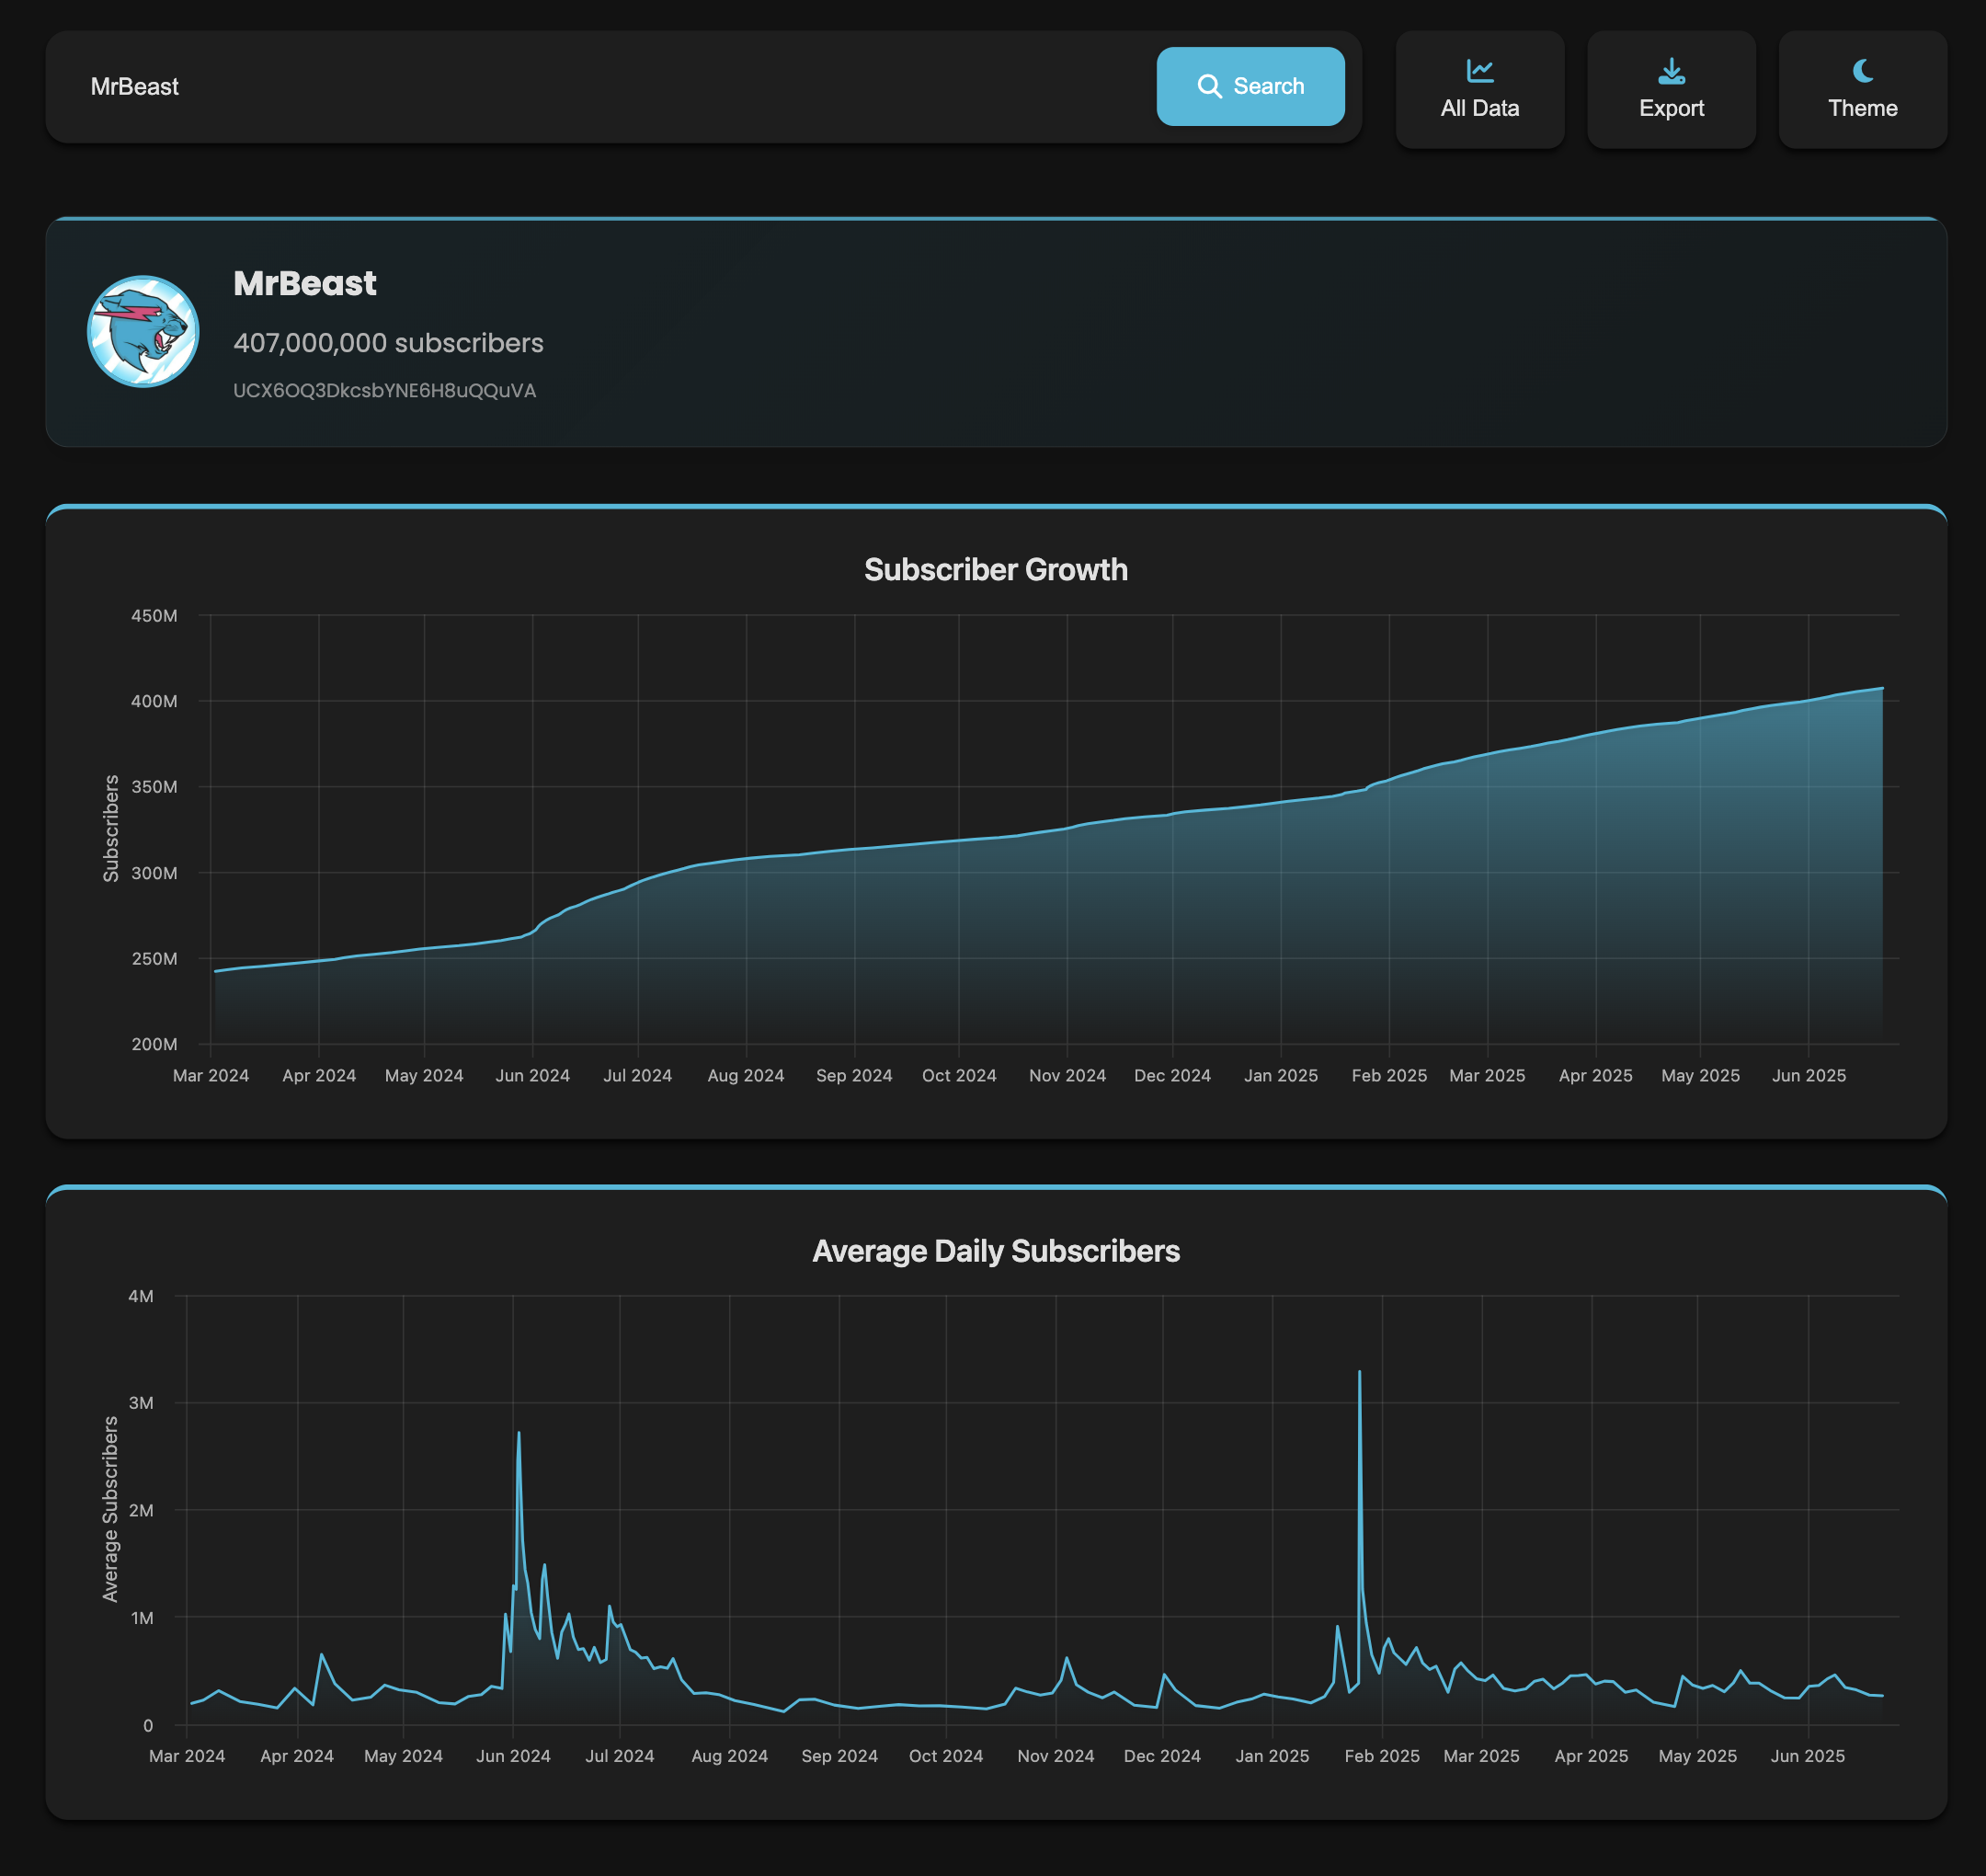 MrBeast
Search
All Data
Export
Theme
MrBeast
407,000,000 subscribers
UCX6OQ3DkcsbYNE6H8uQQuVA
Subscriber Growth
Subscribers
450M
400M
350M
300M
250M
200M
Mar 2024 Apr 2024 May 2024 Jun 2024 Jul 2024 Aug 2024 Sep 2024 Oct 2024 Nov 2024 Dec 2024 Jan 2025 Feb 2025 Mar 2025 Apr 2025 May 2025 Jun 2025
Average Daily Subscribers
Average Subscribers
4M
3M
2M
1M
0
Mar 2024 Apr 2024 May 2024 Jun 2024 Jul 2024 Aug 2024 Sep 2024 Oct 2024 Nov 2024 Dec 2024 Jan 2025 Feb 2025 Mar 2025 Apr 2025 May 2025 Jun 2025